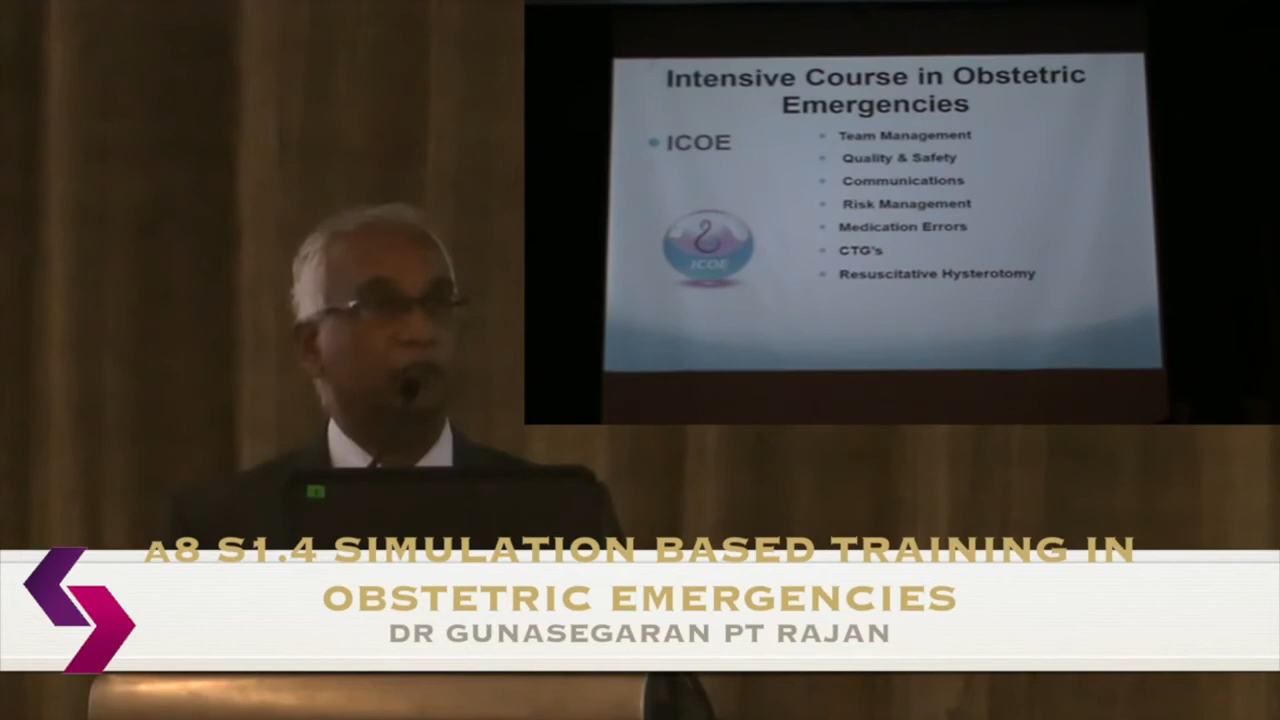 Intensive Course in Obstetric
Emergencies
• ICOE
• Team Management
• Quality & Safety
• Communications
• Risk Management
• Medication Errors
• CTG's
• Resuscitative Hysterotomy
ICOE
A8 S1.4 SIMULATION BASED TRAINING IN
OBSTETRIC EMERGENCIES
DR GUNASEGARAN PT RAJAN